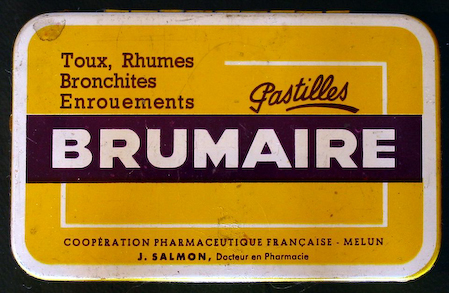 Toux, Rhumes
Bronchites
Enrouements
Pastilles
BRUMAIRE
COOPÉRATION PHARMACEUTIQUE FRANÇAISE - MELUN
J. SALMON, Docteur en Pharmacie